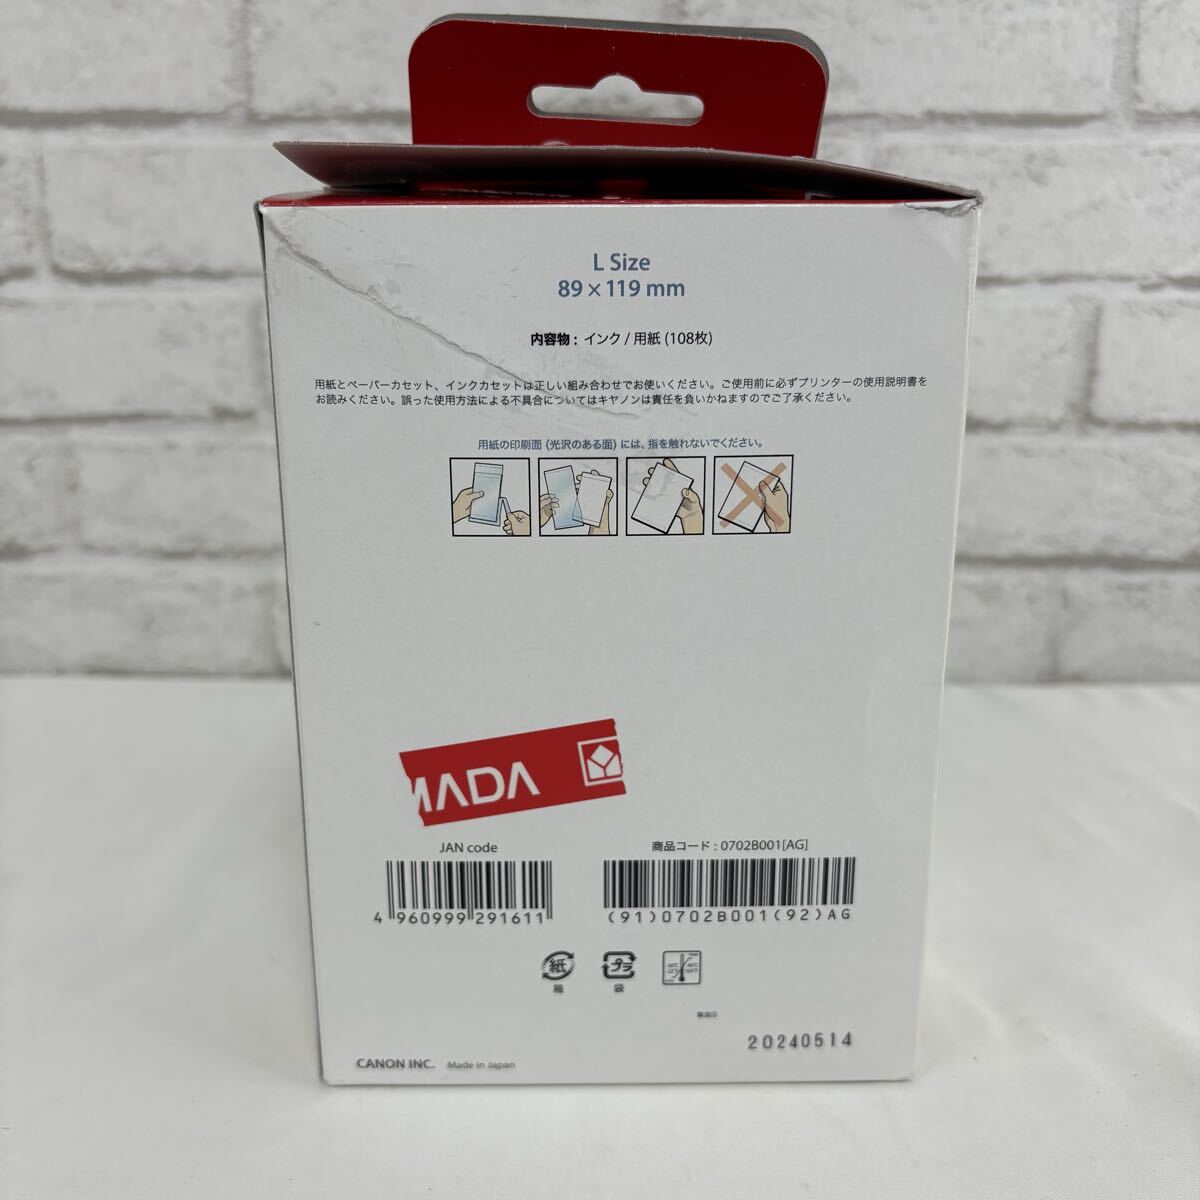 L Size
89 × 119 mm
内容物 : インク / 用紙 (108枚)
用紙とペーパーカセット、インクカセットは正しい組み合わせでお使いください。ご使用前に必ずプリンターの使用説明書を
お読みください。誤った使用方法による不具合についてはキヤノンは責任を負いかねますのでご了承ください。
用紙の印刷面 (光沢のある面) には、指を触れないでください。
MADA
JAN code
商品コード : 0702B001[AG]
4 960999 291611
(91)0702B001(92)AG
紙
プラ
箱
袋
製造日
20240514
CANON INC. Made in Japan